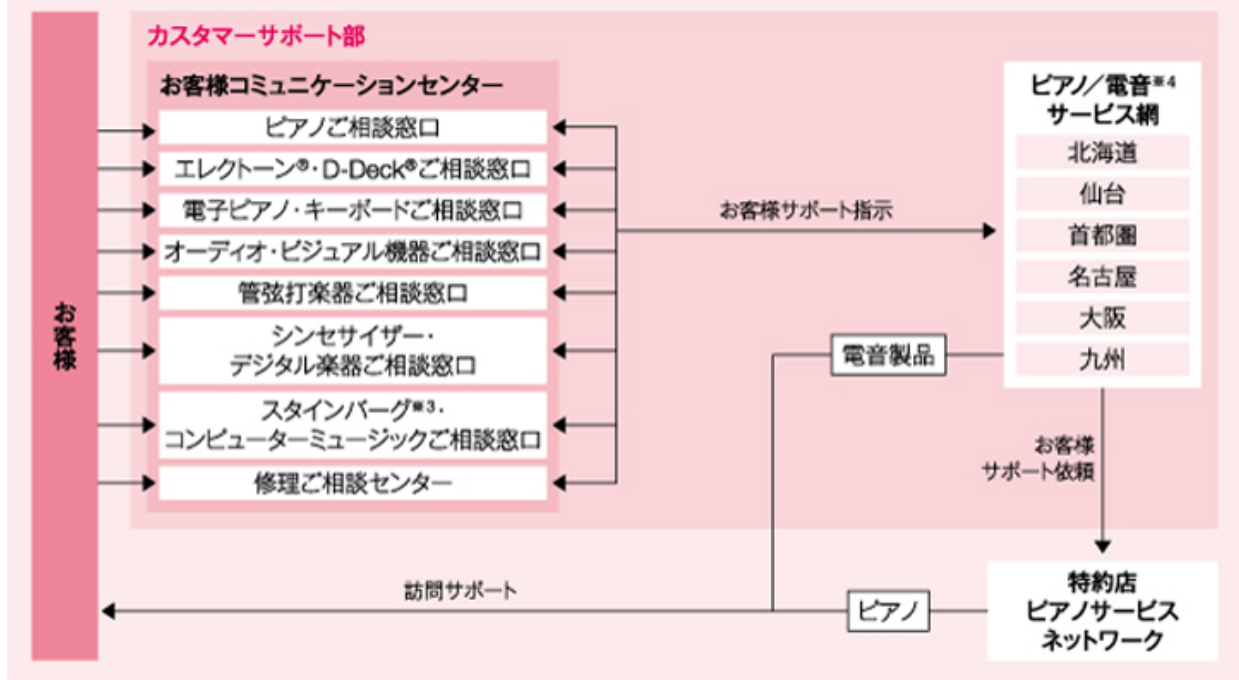 カスタマーサポート部
お客様コミュニケーションセンター
ピアノご相談窓口
エレクトーン®・D-Deck®ご相談窓口
電子ピアノ・キーボードご相談窓口
オーディオ・ビジュアル機器ご相談窓口
管弦打楽器ご相談窓口
シンセサイザー・
デジタル楽器ご相談窓口
スタインバーグ※3・
コンピューターミュージックご相談窓口
修理ご相談センター
お客様
お客様サポート指示
ピアノ／電音※4
サービス網
北海道
仙台
首都圏
名古屋
大阪
九州
電音製品
お客様
サポート依頼
訪問サポート
ピアノ
特約店
ピアノサービス
ネットワーク